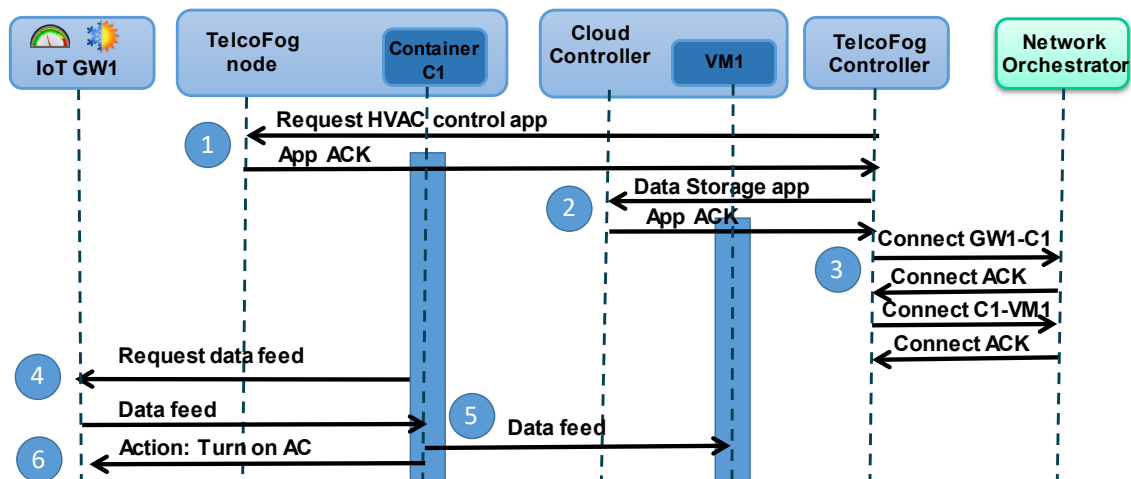 IoT GW1
TelcoFog
node
Container
C1
Cloud
Controller
VM1
TelcoFog
Controller
Network
Orchestrator
Request HVAC control app
1
App ACK
Data Storage app
2
App ACK
Connect GW1-C1
3
Connect ACK
Connect C1-VM1
Connect ACK
Request data feed
4
Data feed
5
Data feed
Action: Turn on AC
6